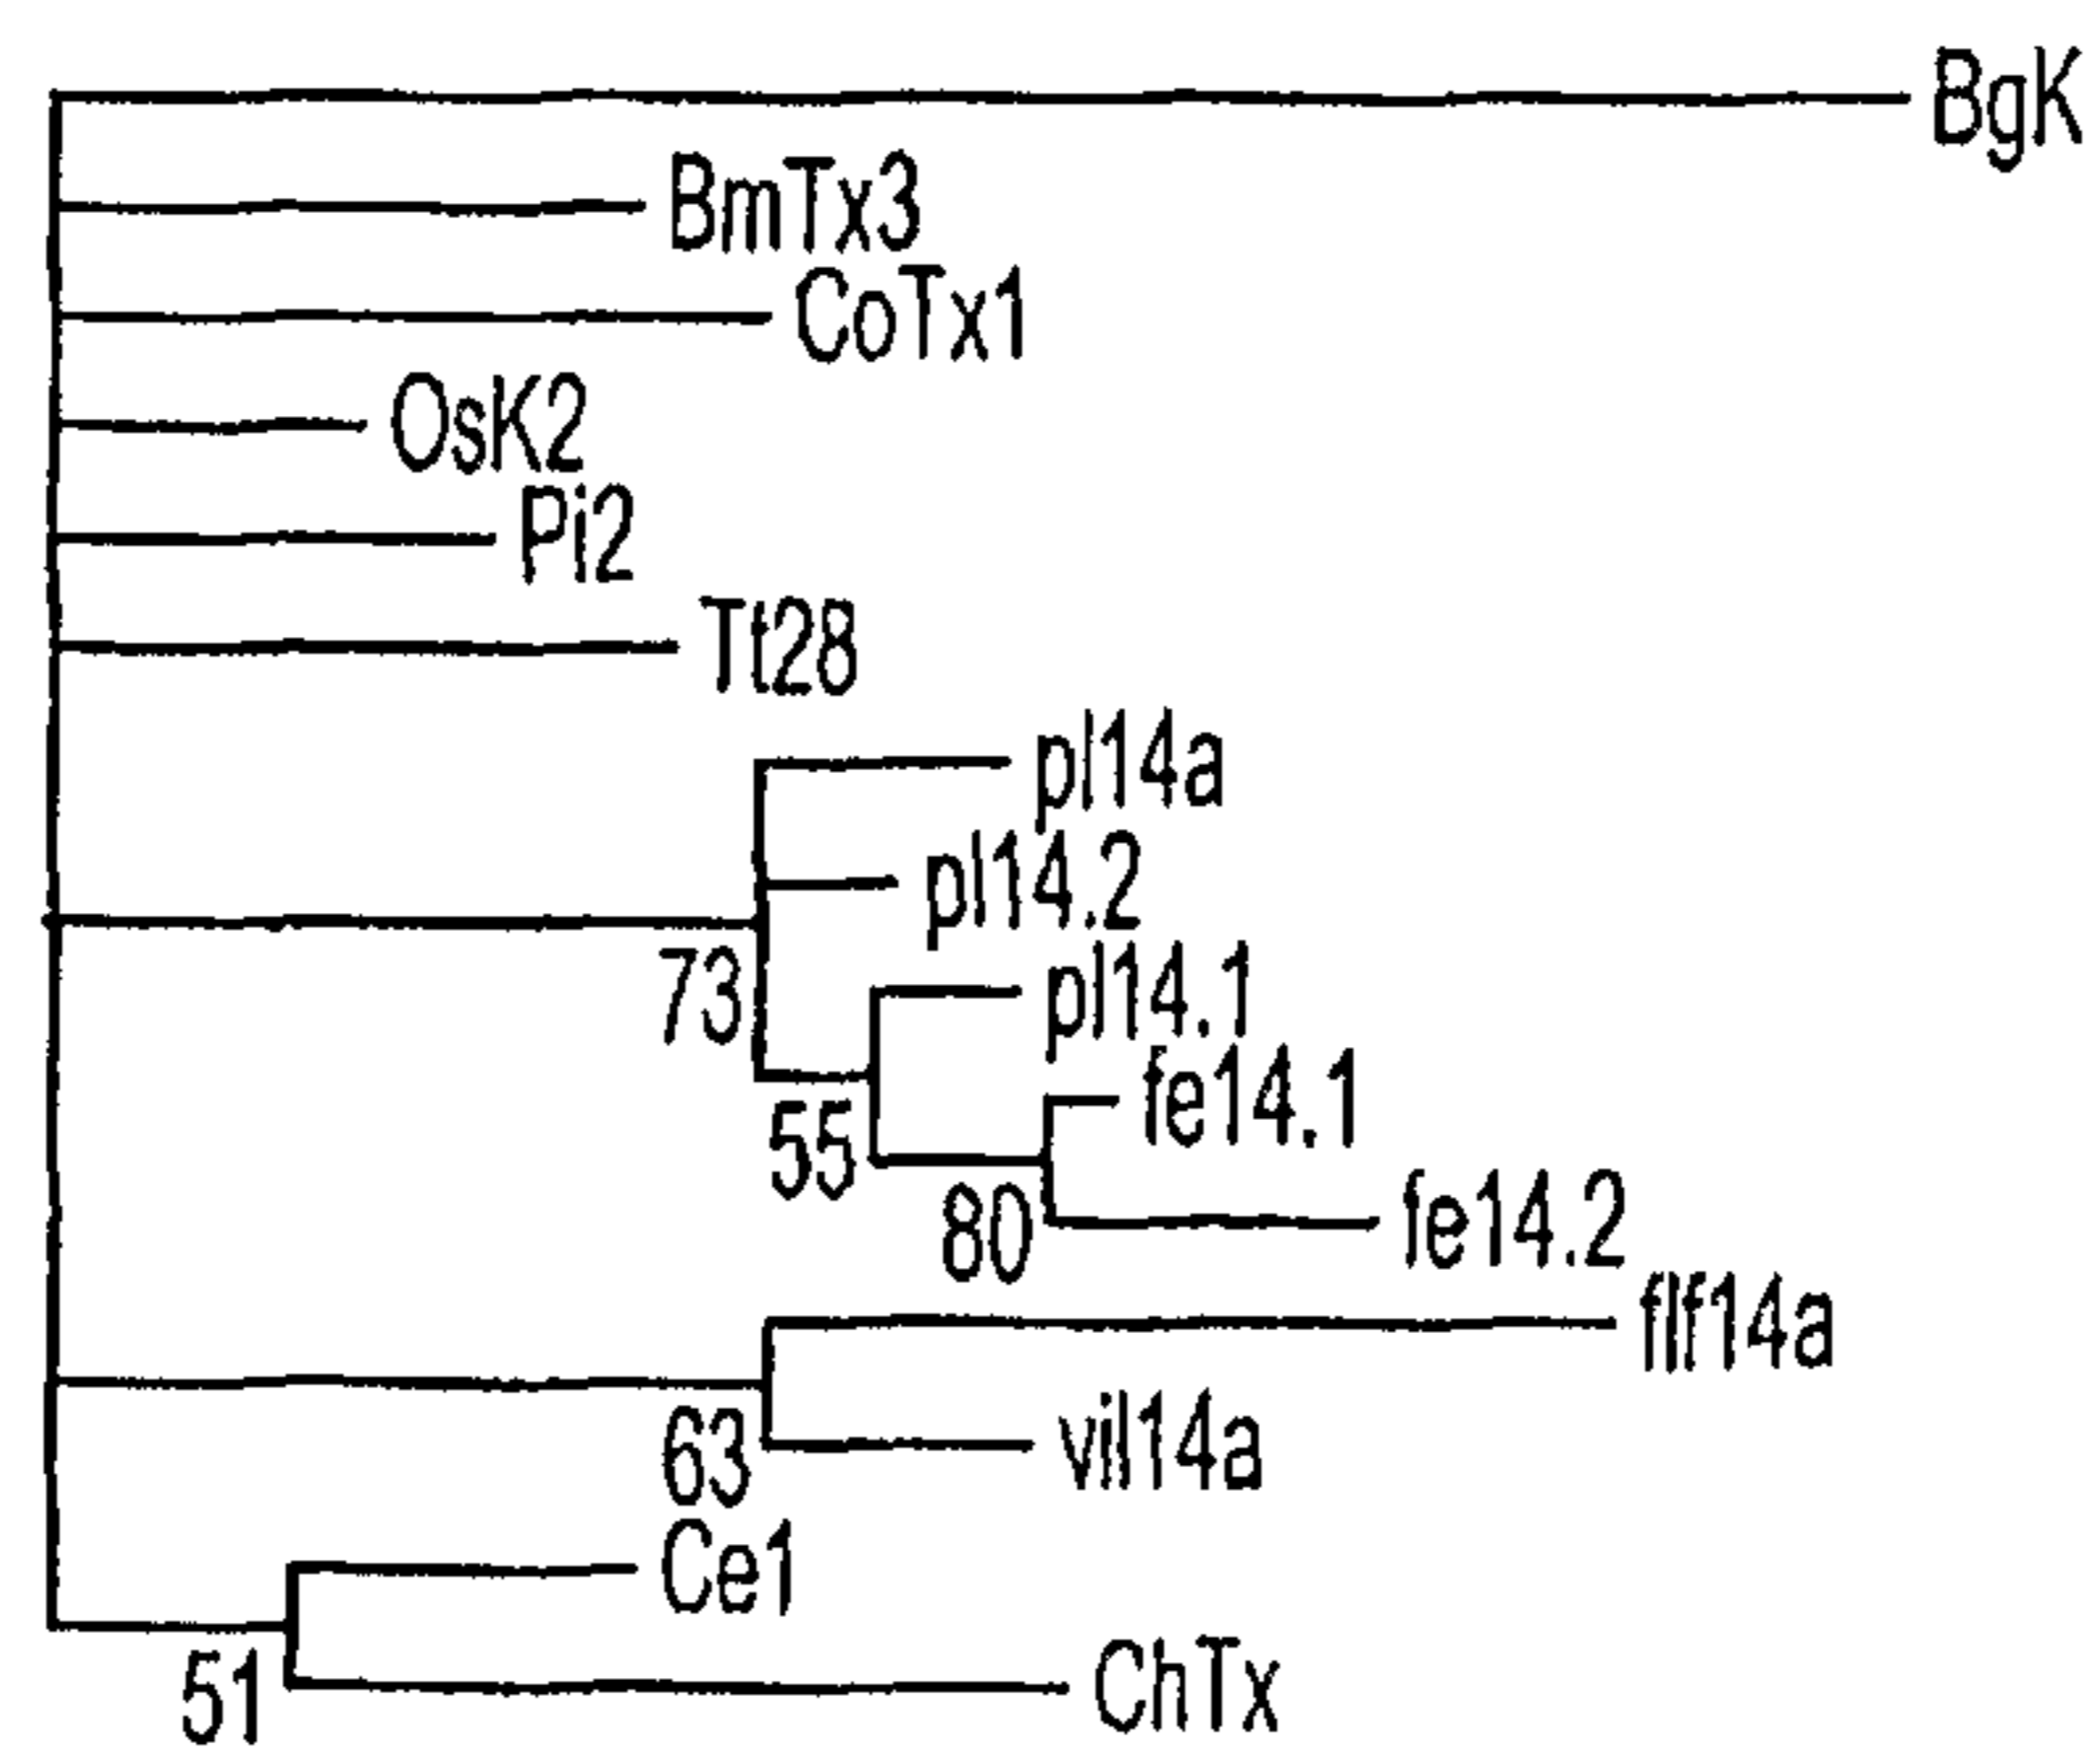 BgK
BmTx3
CoTx1
OsK2
Pi2
Tt28
pl14a
pl14.2
73
pl14.1
fe14.1
55
fe14.2
80
flf14a
vil14a
63
Ce1
51
ChTx